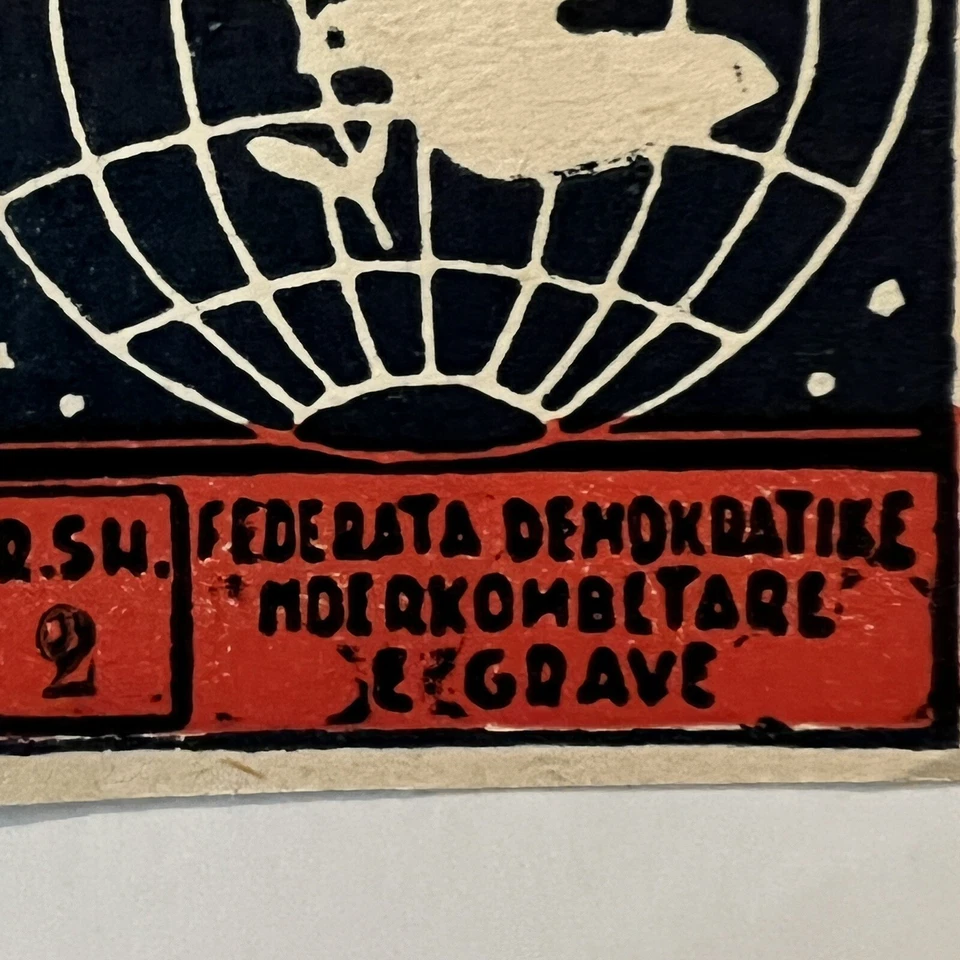 R.SH.
2
FEDERATA DEMOKRATIKE
NDERKOMBETARE
E GRAVE